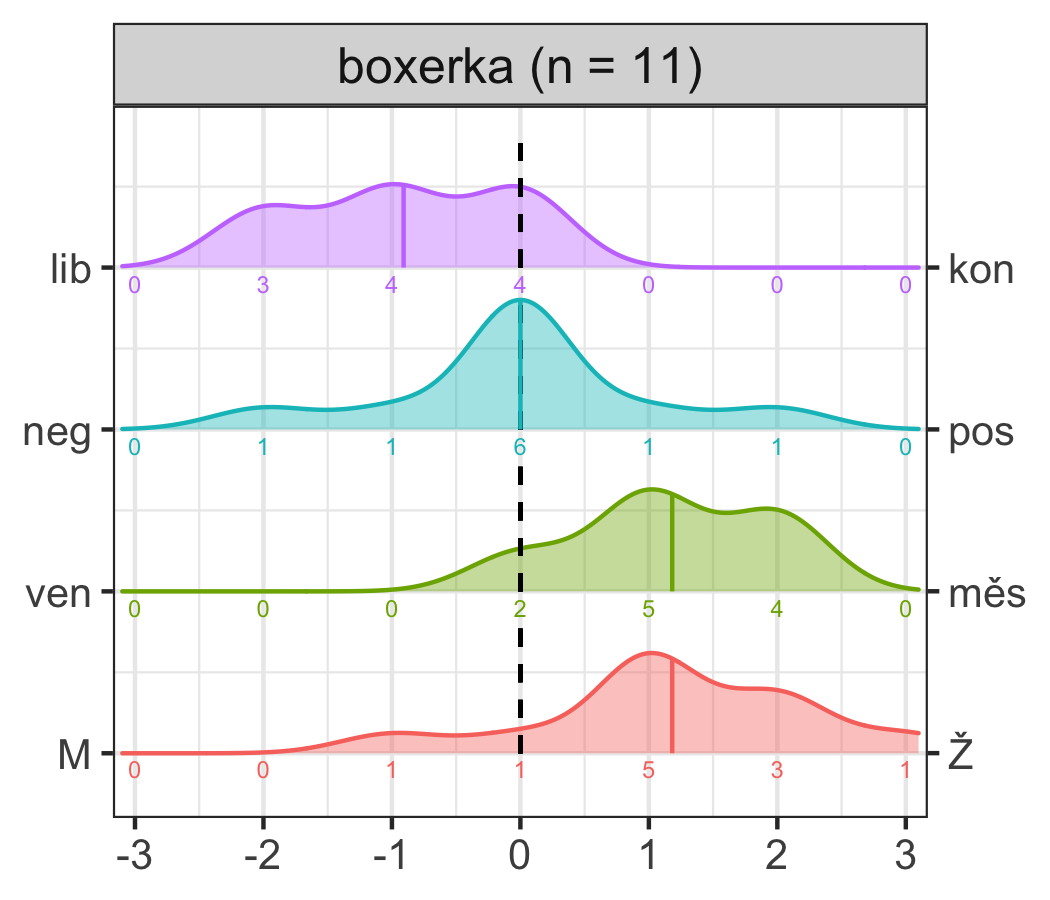 boxerka (n = 11)
lib kon
0 3 4 4 0 0 0
neg pos
0 1 1 6 1 1 0
ven měs
0 0 0 2 5 4 0
M Ž
0 0 1 1 5 3 1
-3 -2 -1 0 1 2 3